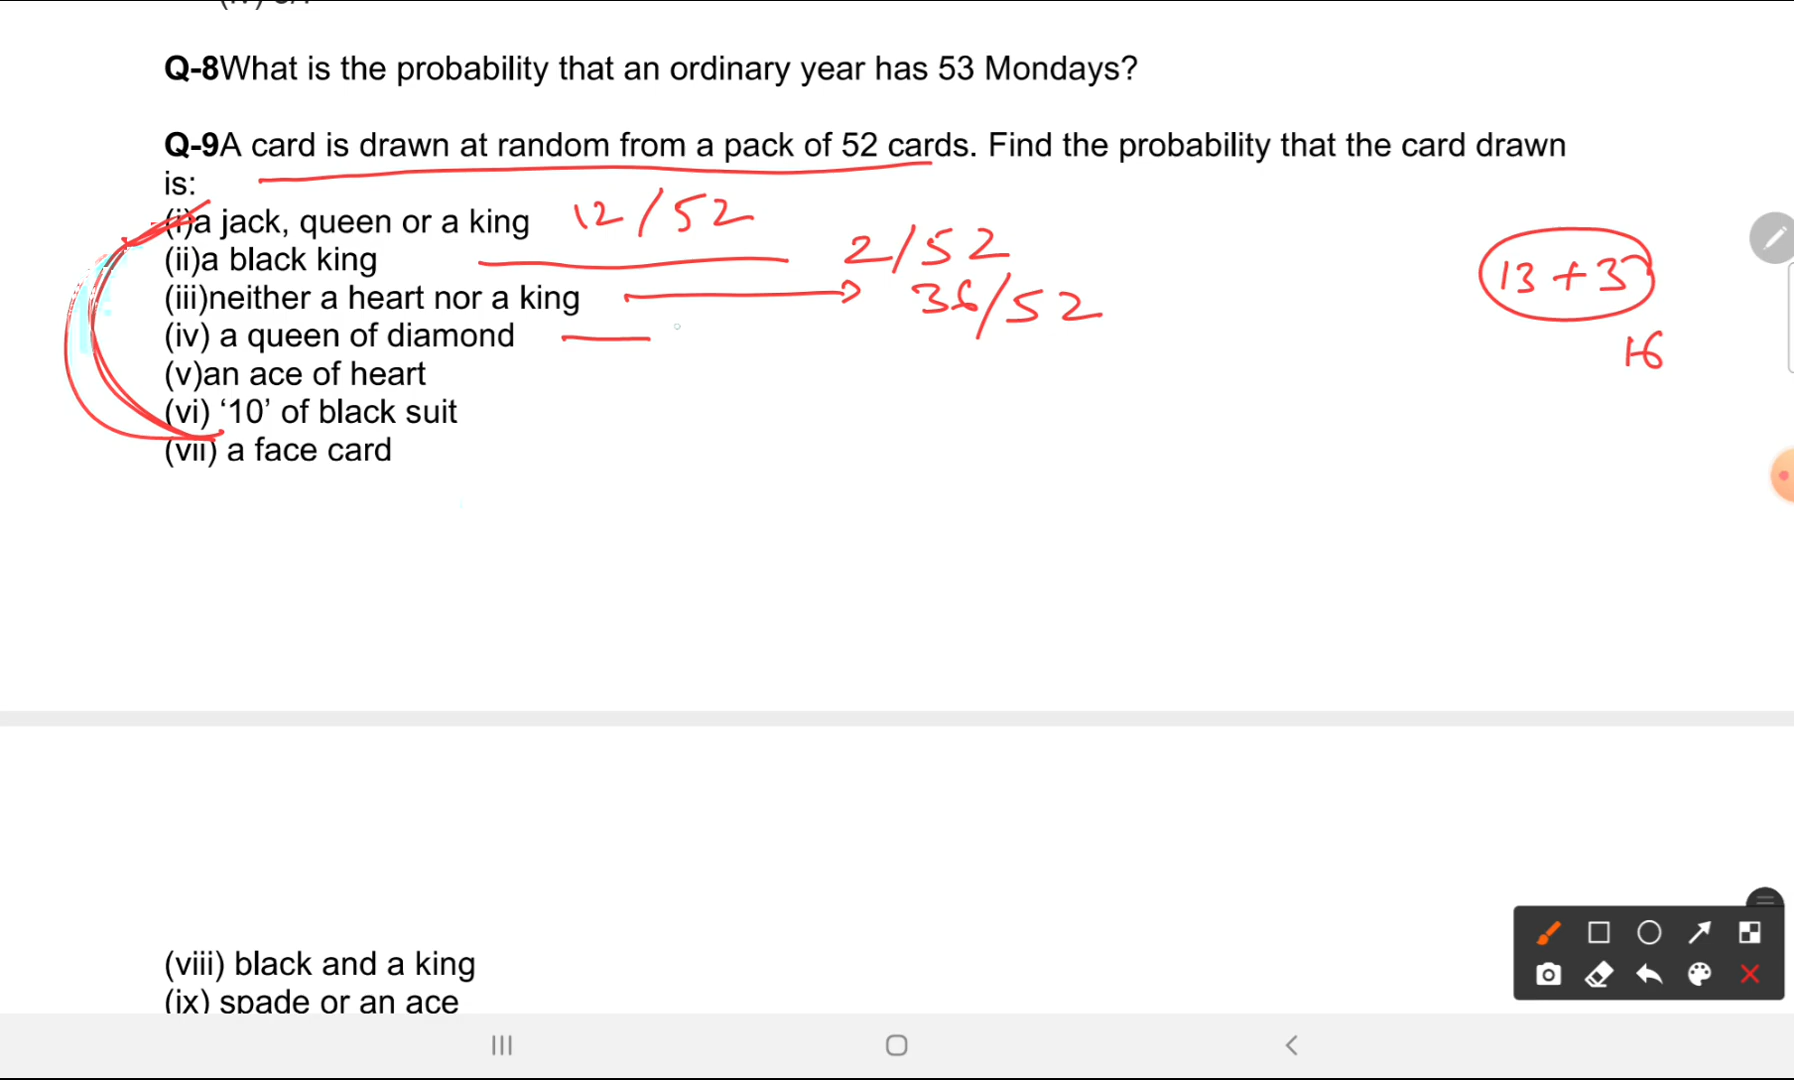 Q-8What is the probability that an ordinary year has 53 Mondays?
Q-9A card is drawn at random from a pack of 52 cards. Find the probability that the card drawn
is:
(i)a jack, queen or a king 12/52
(ii)a black king 2/52
(iii)neither a heart nor a king 36/52
13+3
16
(iv) a queen of diamond
(v)an ace of heart
(vi) ‘10’ of black suit
(vii) a face card
(viii) black and a king
(ix) spade or an ace